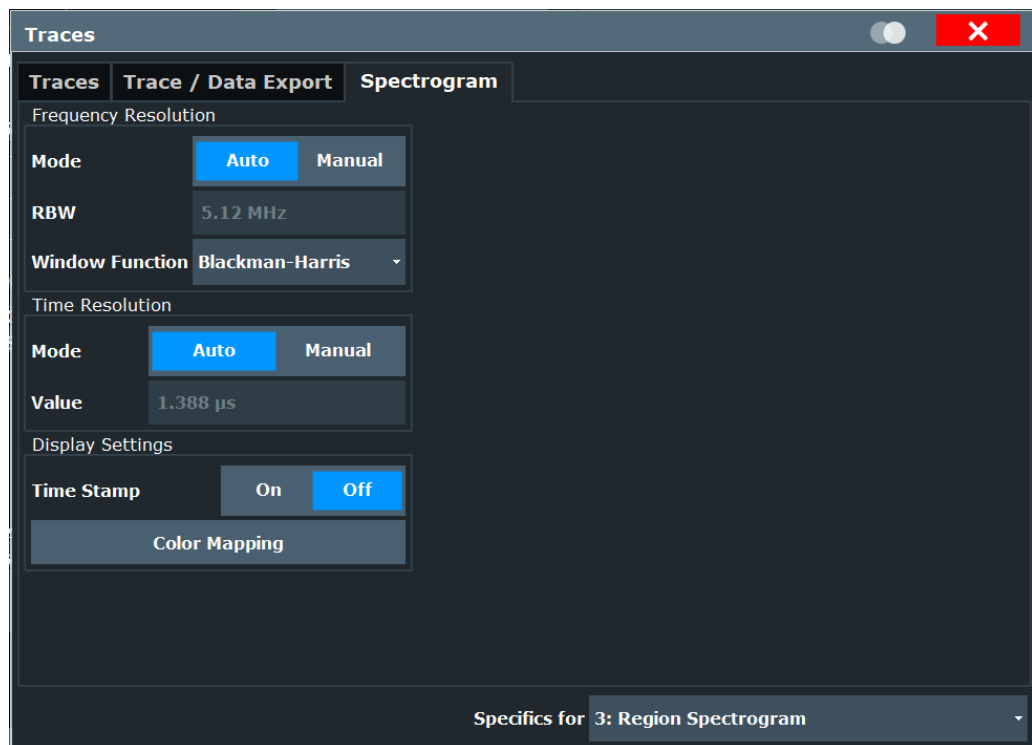 Traces
Traces Trace / Data Export Spectrogram
Frequency Resolution
Mode Auto Manual
RBW 5.12 MHz
Window Function Blackman-Harris
Time Resolution
Mode Auto Manual
Value 1.388 µs
Display Settings
Time Stamp On Off
Color Mapping
Specifics for 3: Region Spectrogram